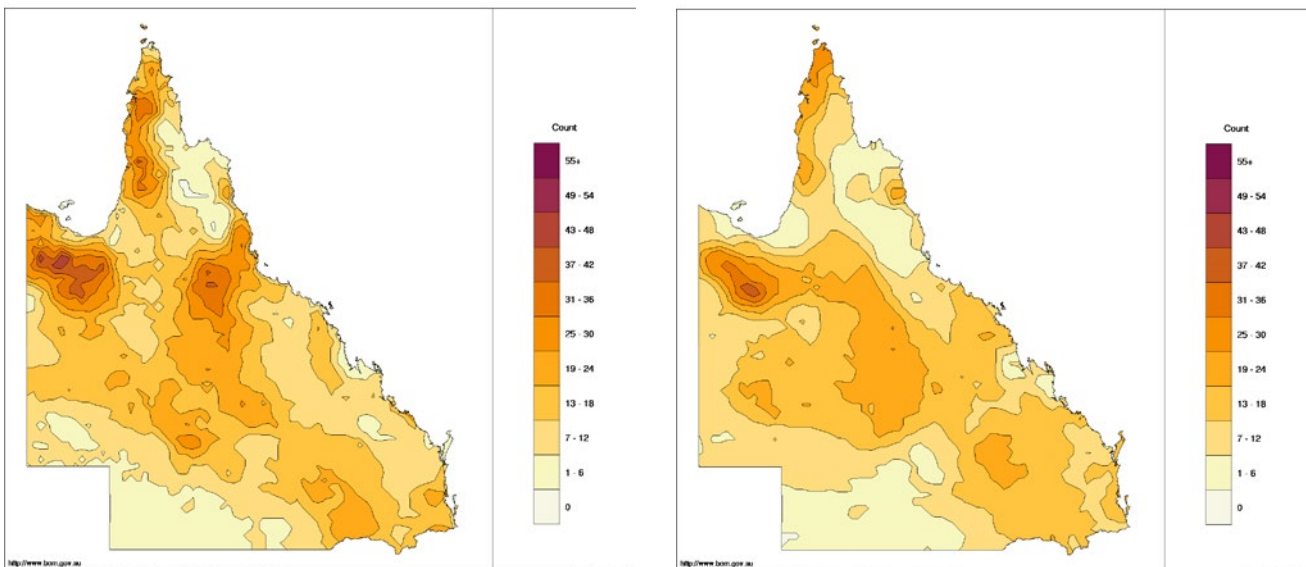 Count
55+
49 - 54
43 - 48
37 - 42
31 - 36
25 - 30
19 - 24
13 - 18
7 - 12
1 - 6
0
http://www.bom.gov.au
Count
55+
49 - 54
43 - 48
37 - 42
31 - 36
25 - 30
19 - 24
13 - 18
7 - 12
1 - 6
0
http://www.bom.gov.au